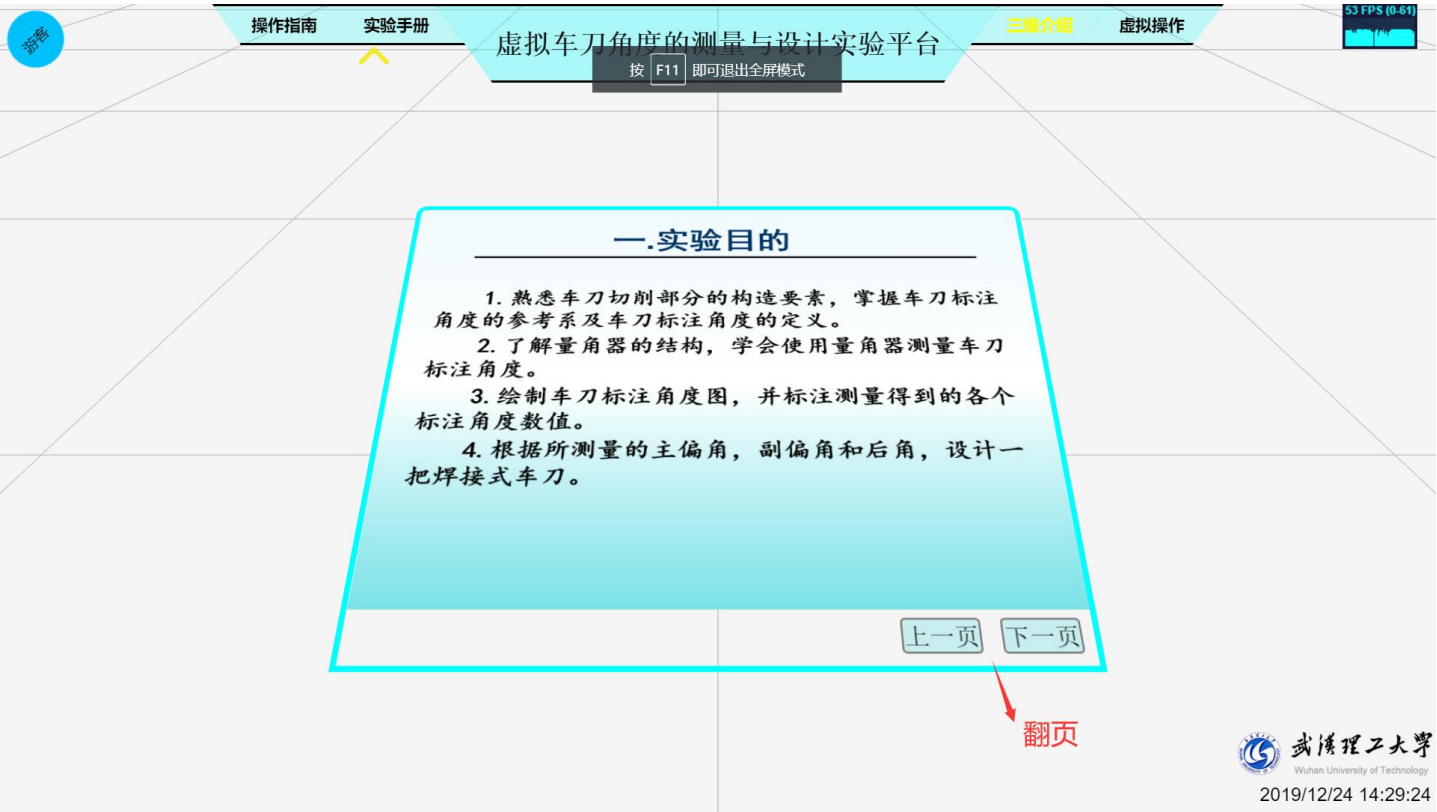 游客
操作指南
实验手册
虚拟车刀角度的测量与设计实验平台
三维介绍
虚拟操作
53 FPS (0-61)
按 F11 即可退出全屏模式
一.实验目的
1. 熟悉车刀切削部分的构造要素，掌握车刀标注
角度的参考系及车刀标注角度的定义。
2. 了解量角器的结构，学会使用量角器测量车刀
标注角度。
3. 绘制车刀标注角度图，并标注测量得到的各个
标注角度数值。
4. 根据所测量的主偏角，副偏角和后角，设计一
把焊接式车刀。
上一页
下一页
翻页
武漢理工大學
Wuhan University of Technology
2019/12/24 14:29:24